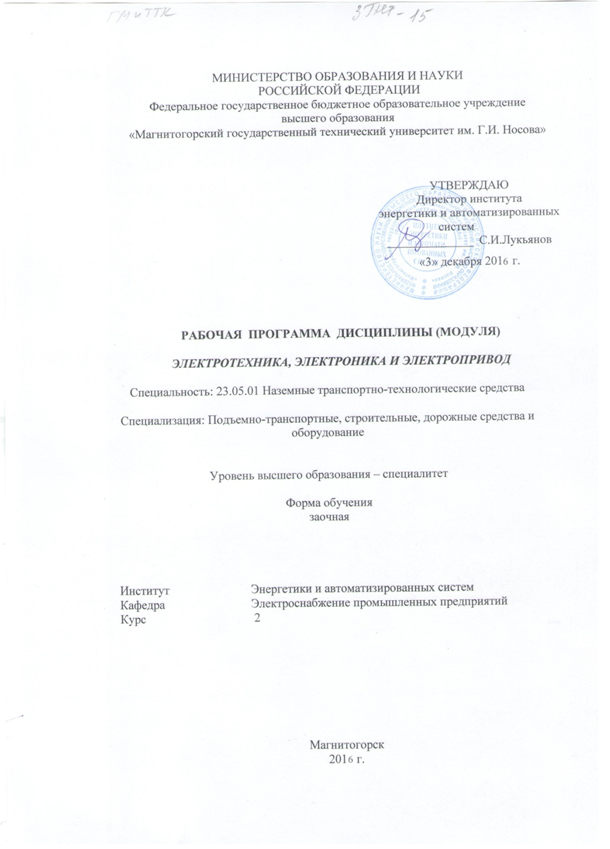 ГМиТТК
МИНИСТЕРСТВО ОБРАЗОВАНИЯ И НАУКИ
РОССИЙСКОЙ ФЕДЕРАЦИИ
Федеральное государственное бюджетное образовательное учреждение
высшего образования
«Магнитогорский государственный технический университет им. Г.И. Носова»
УТВЕРЖДАЮ
Директор института
энергетики и автоматизированных
систем
С.И.Лукьянов
«3» декабря 2016 г.
РАБОЧАЯ ПРОГРАММА ДИСЦИПЛИНЫ (МОДУЛЯ)
ЭЛЕКТРОТЕХНИКА, ЭЛЕКТРОНИКА И ЭЛЕКТРОПРИВОД
Специальность: 23.05.01 Наземные транспортно-технологические средства
Специализация: Подъемно-транспортные, строительные, дорожные средства и
оборудование
Уровень высшего образования – специалитет
Форма обучения
заочная
Институт Энергетики и автоматизированных систем
Кафедра Электроснабжение промышленных предприятий
Курс 2
Магнитогорск
2016 г.